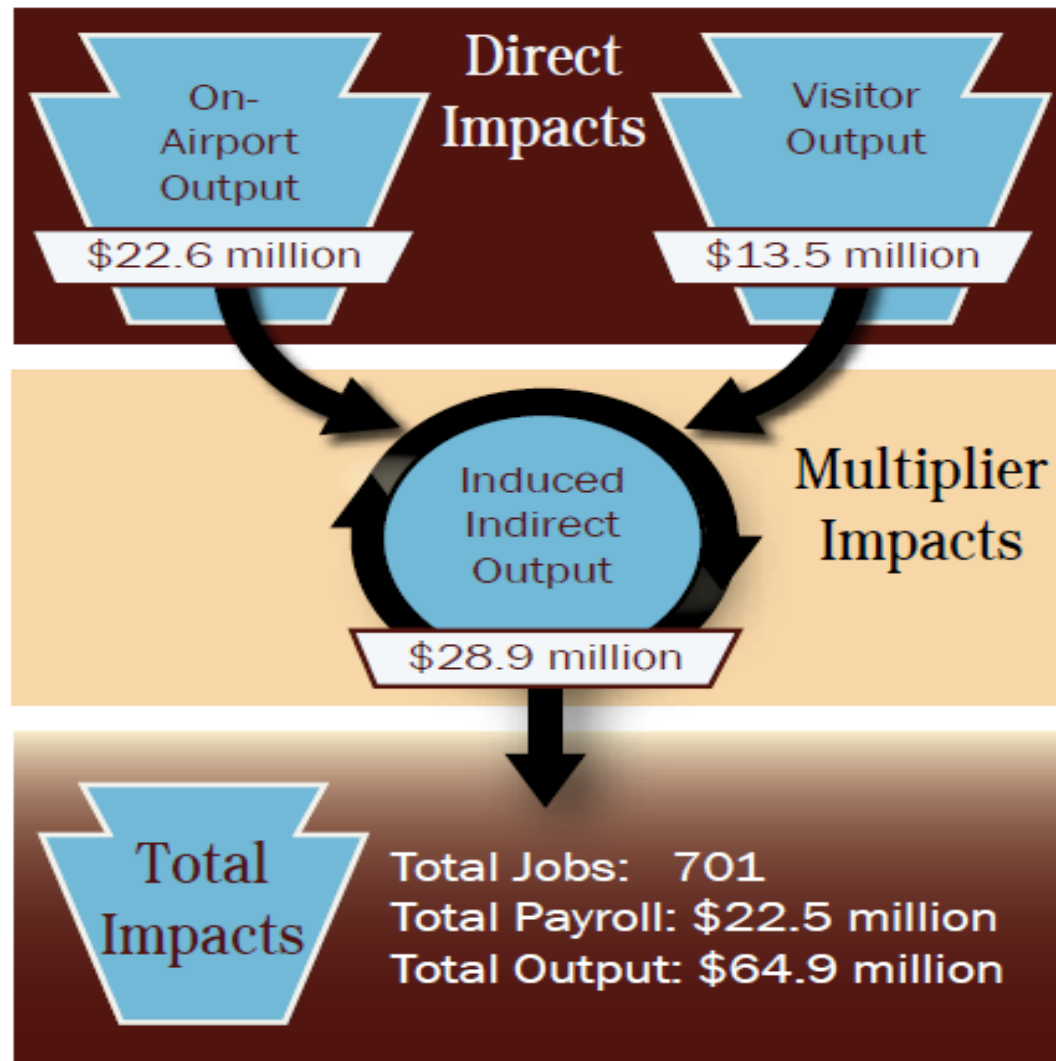 Direct
Impacts
On-
Airport
Output
$22.6 million
Visitor
Output
$13.5 million
Induced
Indirect
Output
$28.9 million
Multiplier
Impacts
Total
Impacts
Total Jobs: 701
Total Payroll: $22.5 million
Total Output: $64.9 million